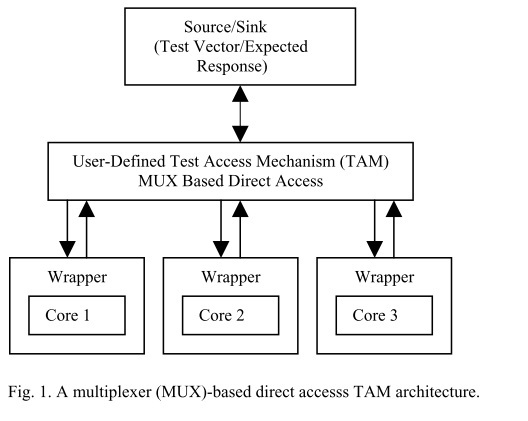 Source/Sink
(Test Vector/Expected
Response)
User-Defined Test Access Mechanism (TAM)
MUX Based Direct Access
Wrapper
Core 1
Wrapper
Core 2
Wrapper
Core 3
Fig. 1. A multiplexer (MUX)-based direct accesss TAM architecture.